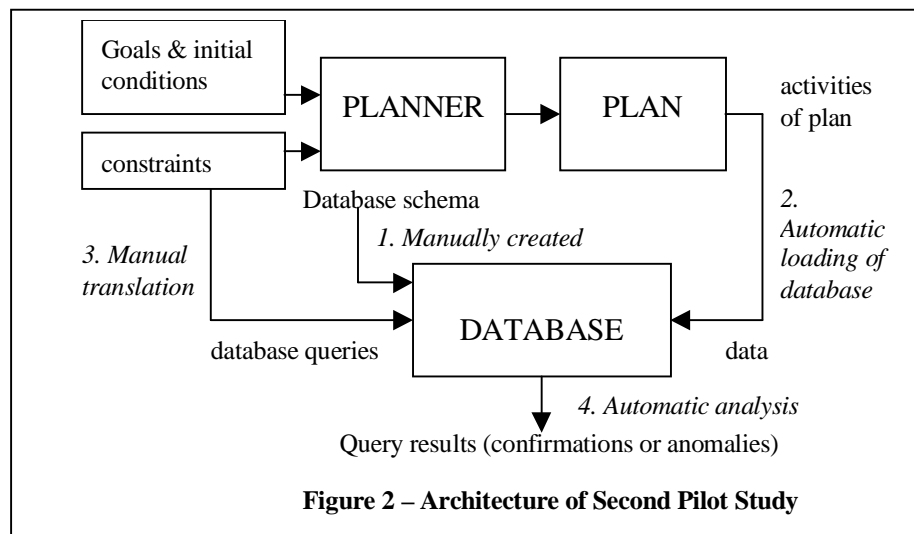 Goals & initial
conditions
PLANNER
PLAN
activities
of plan
constraints
Database schema
1. Manually created
2.
Automatic
loading of
database
3. Manual
translation
DATABASE
database queries
data
4. Automatic analysis
Query results (confirmations or anomalies)
Figure 2 – Architecture of Second Pilot Study